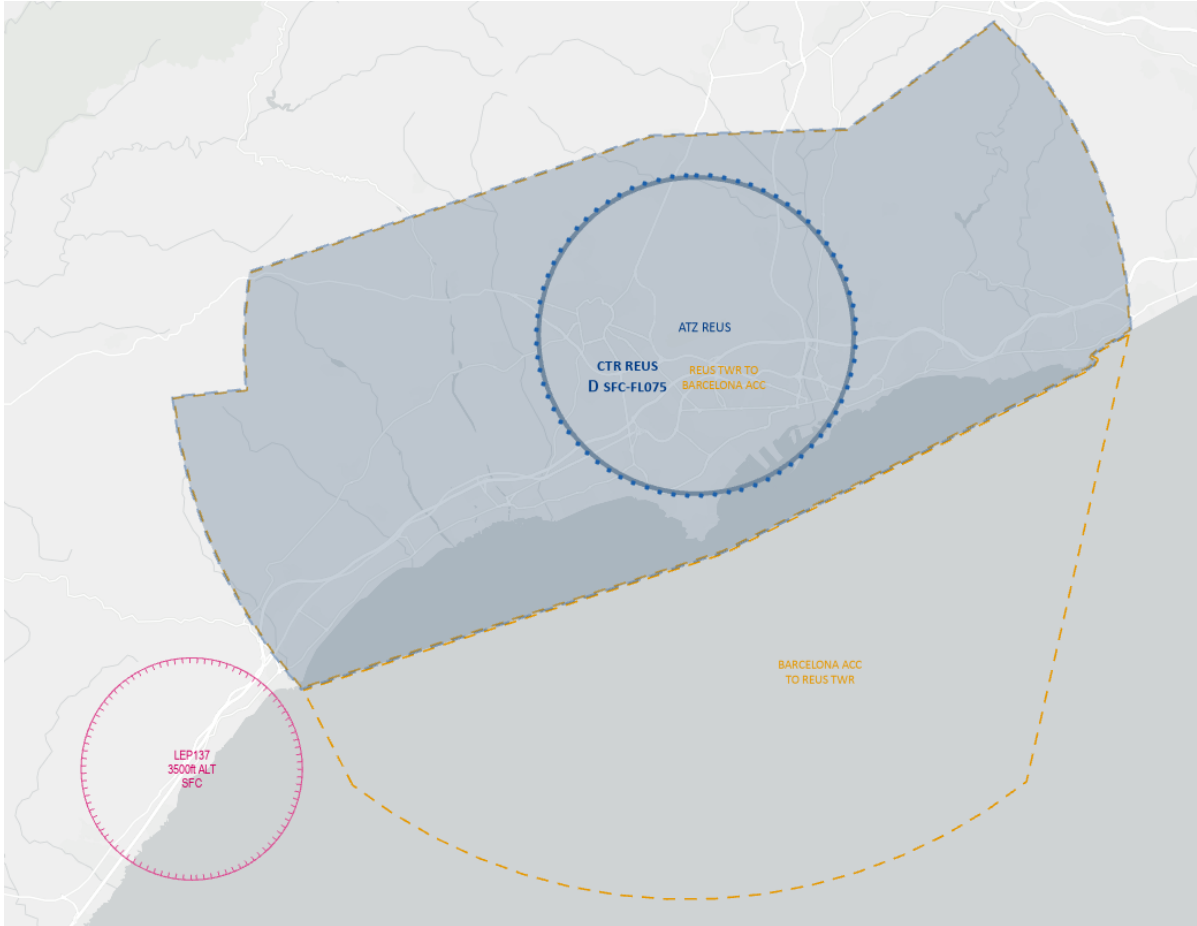 ATZ REUS
CTR REUS
D SFC-FL075
REUS TWR TO
BARCELONA ACC
BARCELONA ACC
TO REUS TWR
LEP137
3500ft ALT
SFC